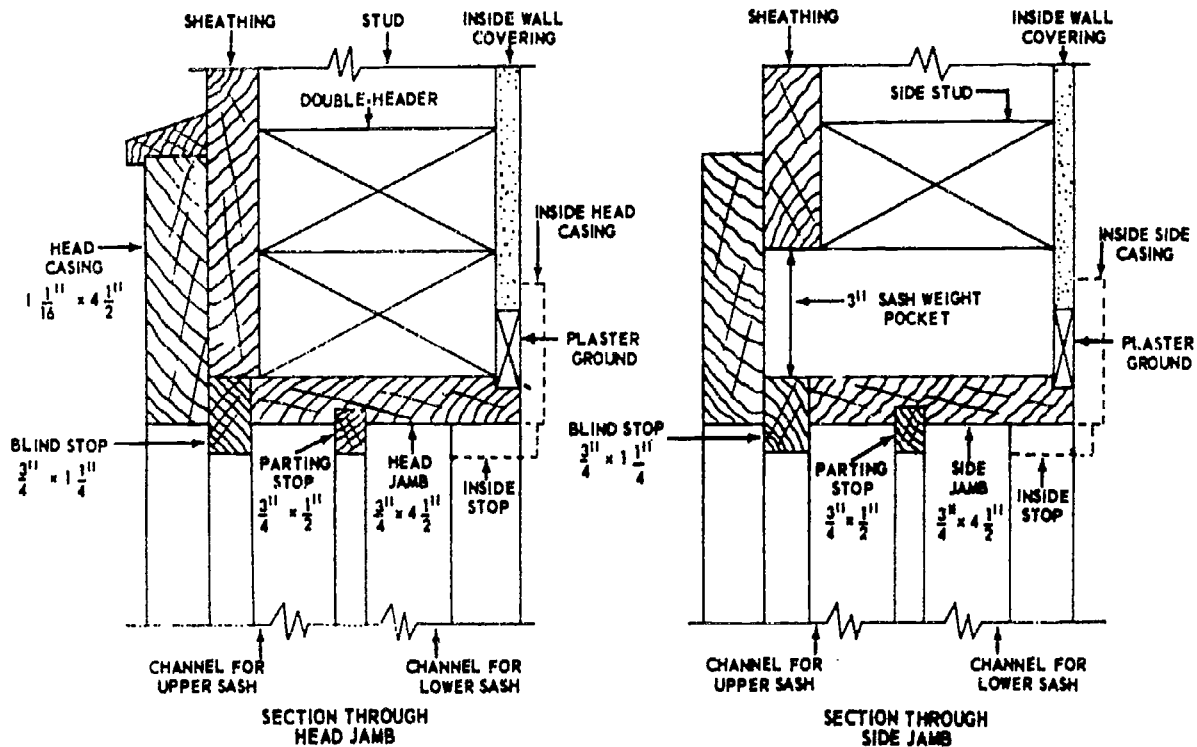 SHEATHING
STUD
INSIDE WALL
COVERING
DOUBLE-HEADER
INSIDE HEAD
CASING
HEAD
CASING
1 1/16" x 4 1/2"
PLASTER
GROUND
BLIND STOP
3/4" x 1 1/4"
PARTING
STOP
3/4" x 1/2"
HEAD
JAMB
3/4" x 4 1/2"
INSIDE
STOP
CHANNEL FOR
UPPER SASH
CHANNEL FOR
LOWER SASH
SECTION THROUGH
HEAD JAMB
SHEATHING
INSIDE WALL
COVERING
SIDE STUD
INSIDE SIDE
CASING
3" SASH WEIGHT
POCKET
PLASTER
GROUND
BLIND STOP
3/4" x 1 1/4"
PARTING
STOP
3/4" x 1/2"
SIDE
JAMB
3/4" x 4 1/2"
INSIDE
STOP
CHANNEL FOR
UPPER SASH
CHANNEL FOR
LOWER SASH
SECTION THROUGH
SIDE JAMB